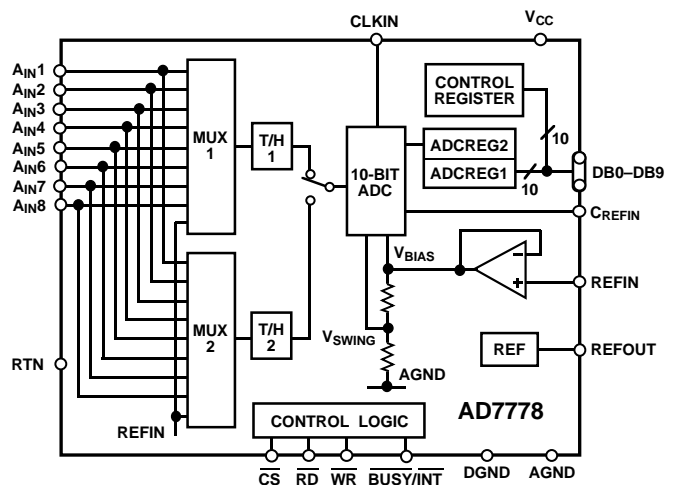 CLKIN
VCC
AIN1
AIN2
AIN3
AIN4
AIN5
AIN6
AIN7
AIN8
MUX
1
T/H
1
10-BIT
ADC
CONTROL
REGISTER
10
ADCREG2
ADCREG1
10
DB0–DB9
CREFIN
VBIAS
–
+
REFIN
MUX
2
T/H
2
VSWING
REF
REFOUT
RTN
AGND
REFIN
CONTROL LOGIC
AD7778
CS
RD
WR
BUSY/INT
DGND
AGND